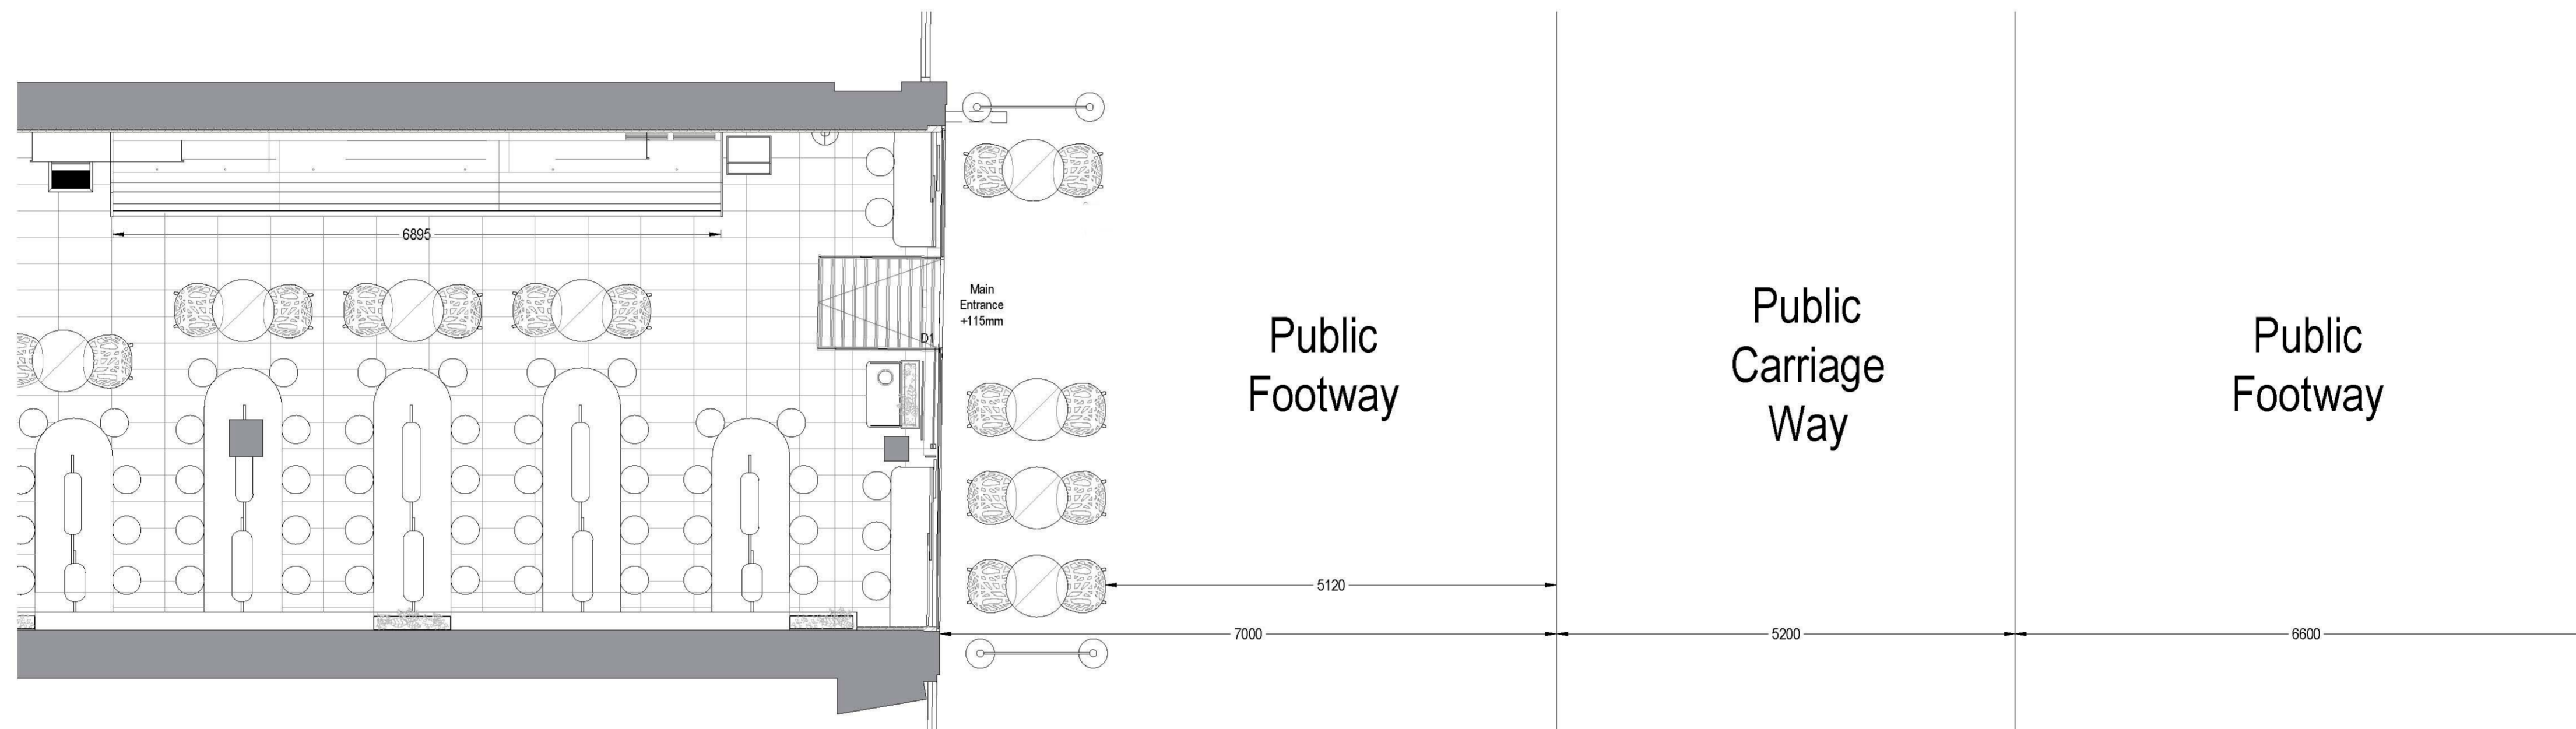 6895
Main
Entrance
+115mm
D1
Public
Footway
Public
Carriage
Way
Public
Footway
5120
7000
5200
6600